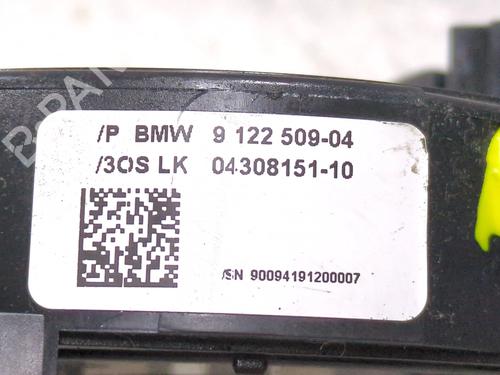 /P BMW 9 122 509-04
/3OS LK 04308151-10
/SN 90094191200007